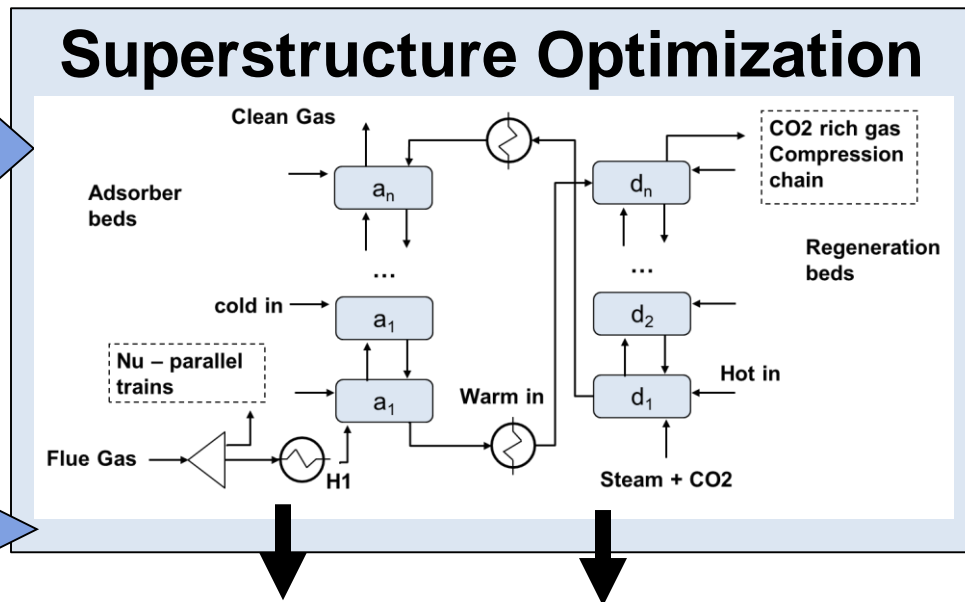 Superstructure Optimization
Clean Gas
CO2 rich gas
Compression
chain
Adsorber
beds
aₙ
dₙ
Regeneration
beds
...
...
cold in
a₁
d₂
Nu – parallel
trains
Hot in
a₁
Warm in
d₁
Flue Gas
H1
Steam + CO2